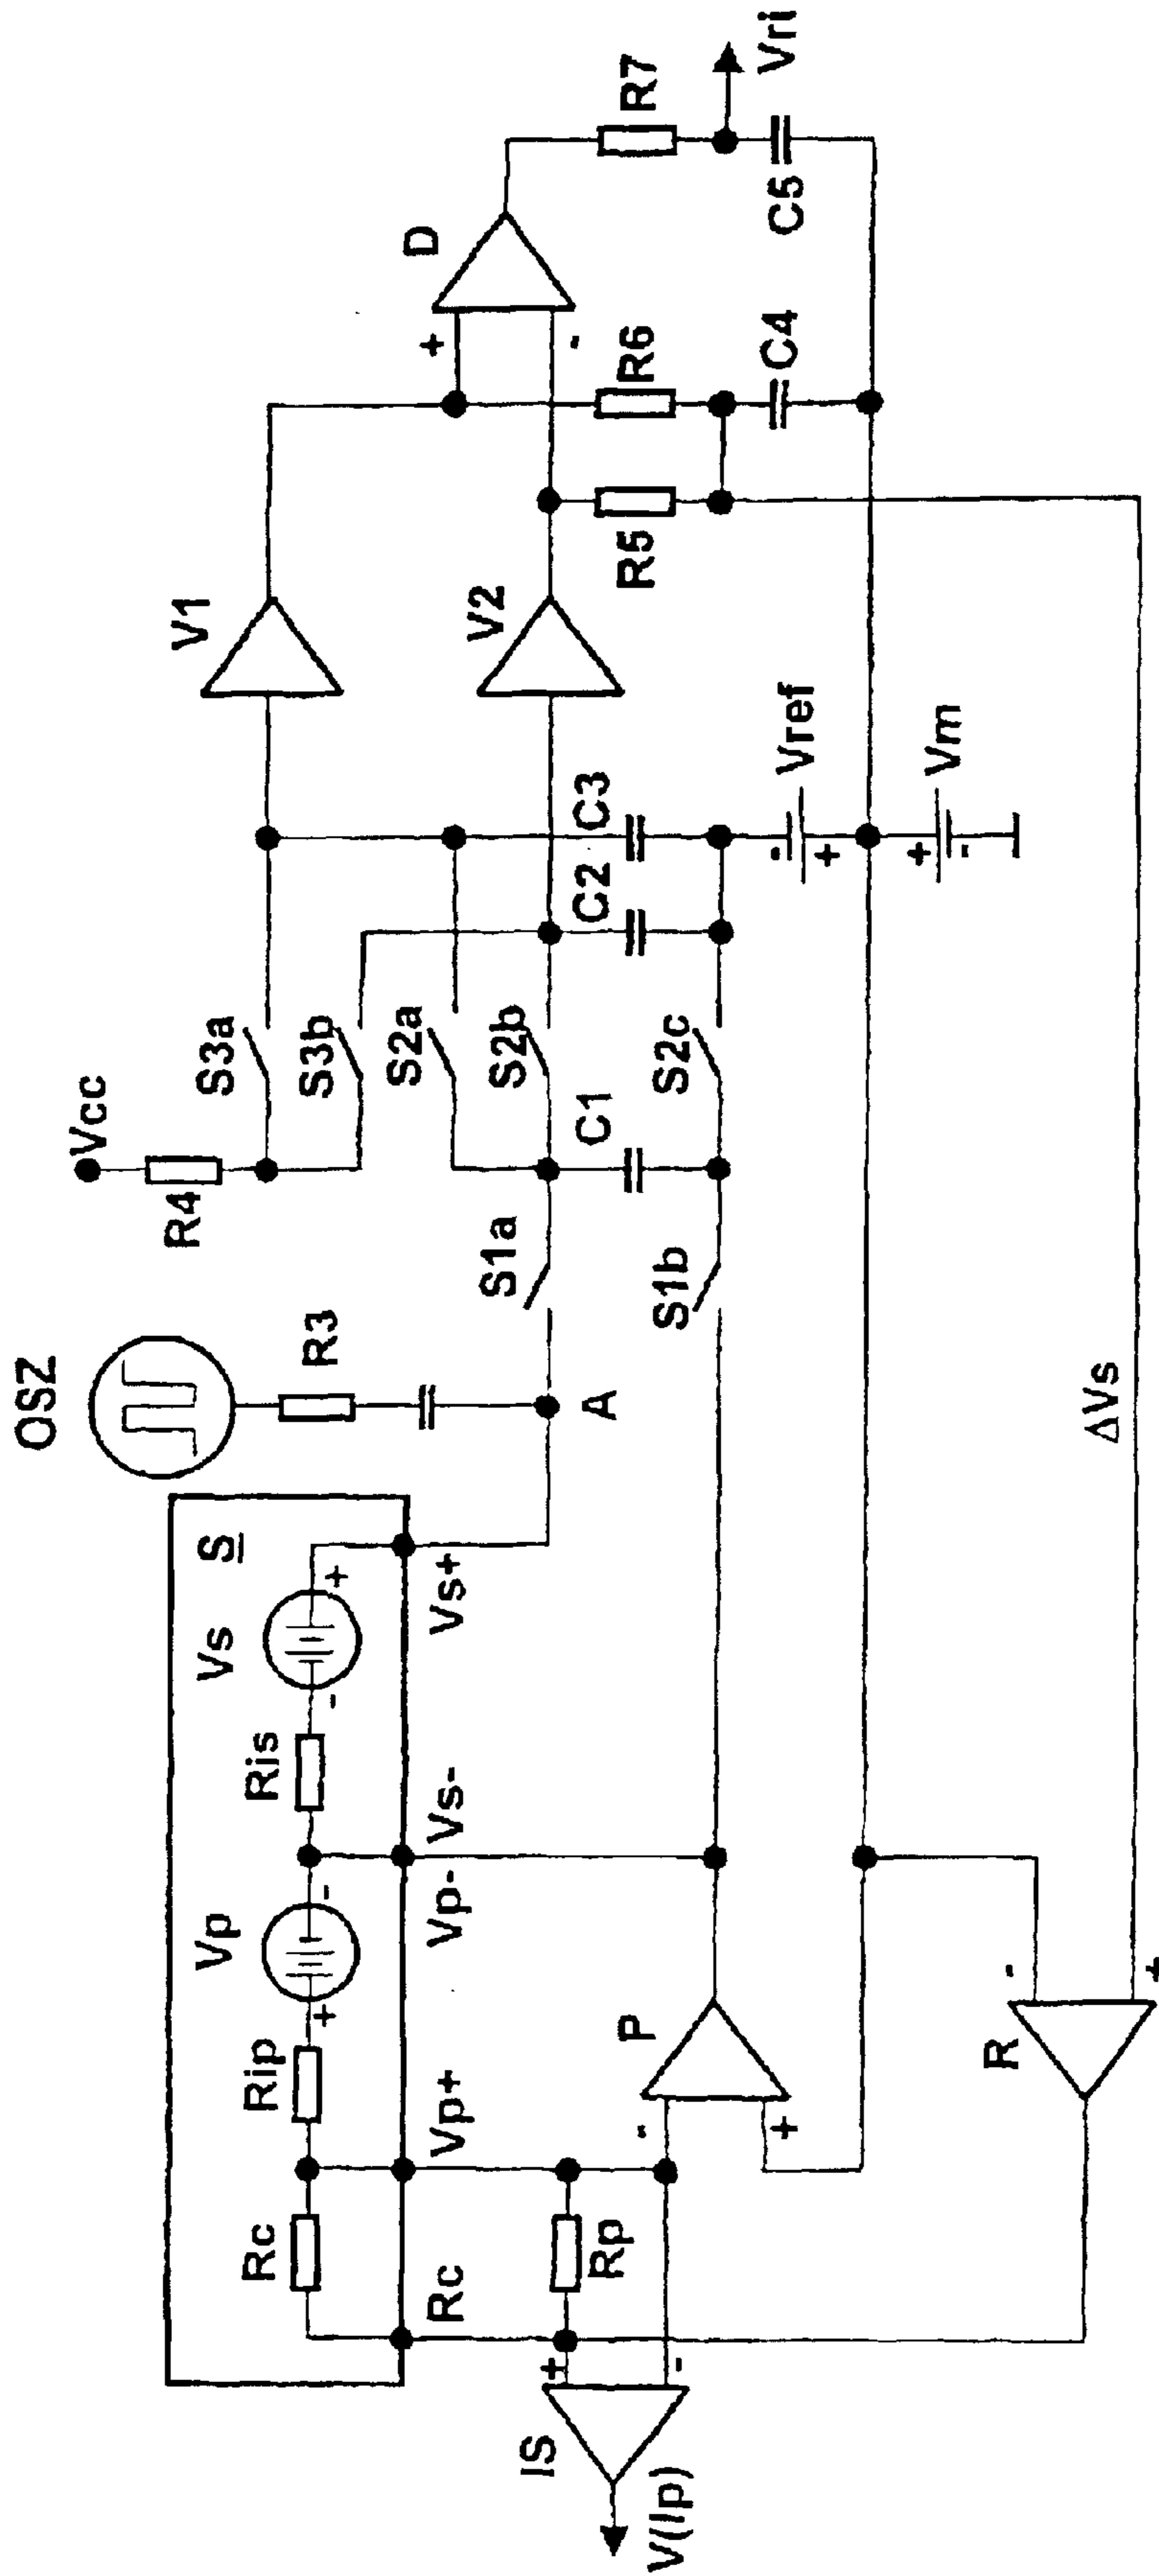 OSZ
Vcc
R3
R4
S3a
S3b
S2a
S2b
S2c
S1a
S1b
C1
C2
C3
A
V1
V2
D
+
-
R5
R6
R7
C4
C5
Vri
Vref
-
+
Vm
+
-
S
Vs
-
+
Ris
Vp
-
+
Rip
Rc
Vs+
Vs-
Vp-
Vp+
Rc
Rp
P
-
+
IS
+
-
V(Ip)
R
-
+
ΔVs